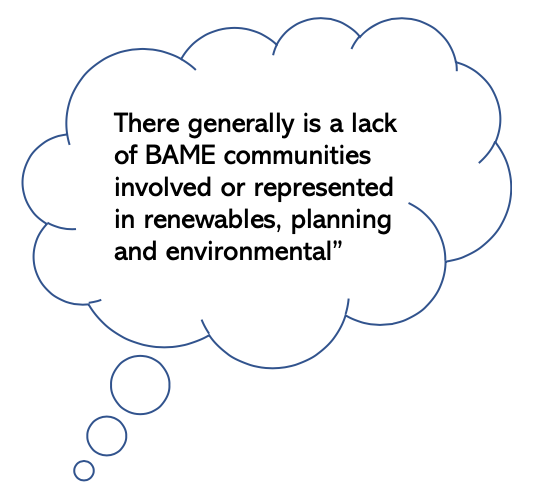 There generally is a lack
of BAME communities
involved or represented
in renewables, planning
and environmental”